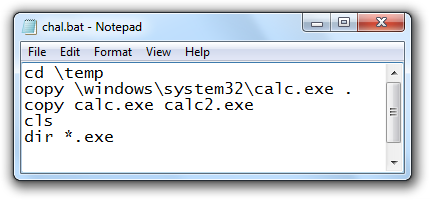 chal.bat - Notepad
File Edit Format View Help
cd \temp
copy \windows\system32\calc.exe .
copy calc.exe calc2.exe
cls
dir *.exe